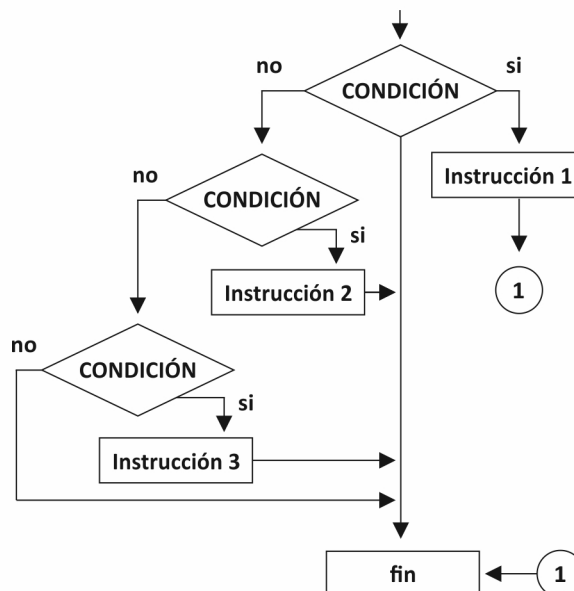 no
si
CONDICIÓN
Instrucción 1
no
CONDICIÓN
si
Instrucción 2
1
no
CONDICIÓN
si
Instrucción 3
fin
1